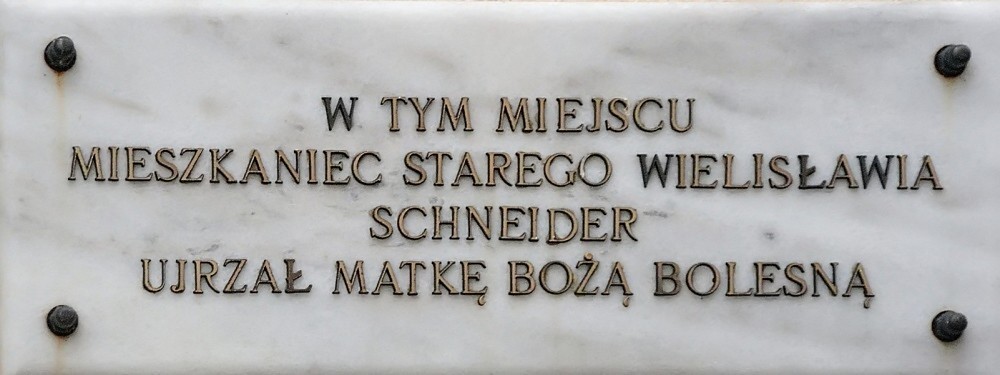 W TYM MIEJSCU
MIESZKANIEC STAREGO WIELISŁAWIA
SCHNEIDER
UJRZAŁ MATKĘ BOŻĄ BOLESNĄ